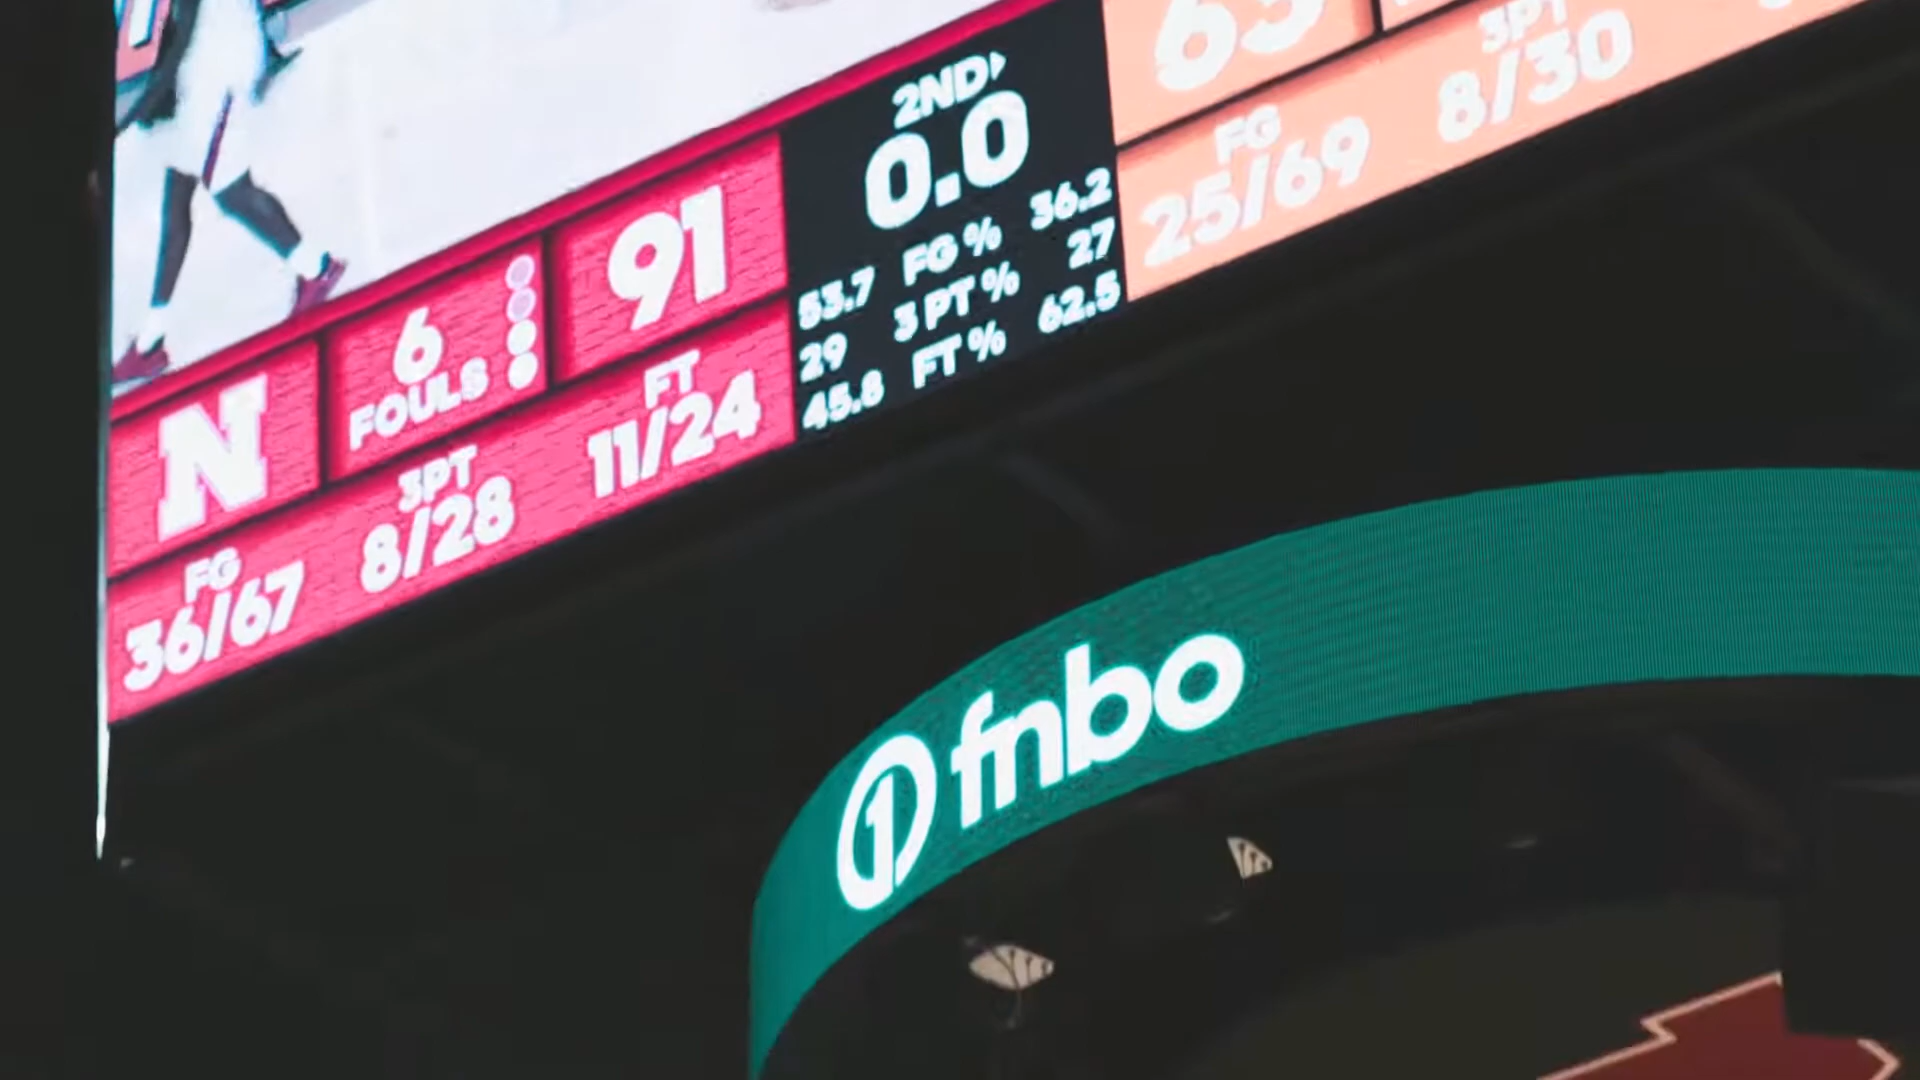 2ND
0.0
53.7 FG% 36.2
29 3 PT% 27
45.8 FT% 62.5
N
6
FOULS
91
FG
36/67
3PT
8/28
FT
11/24
FG
25/69
3PT
8/30
1 fnbo